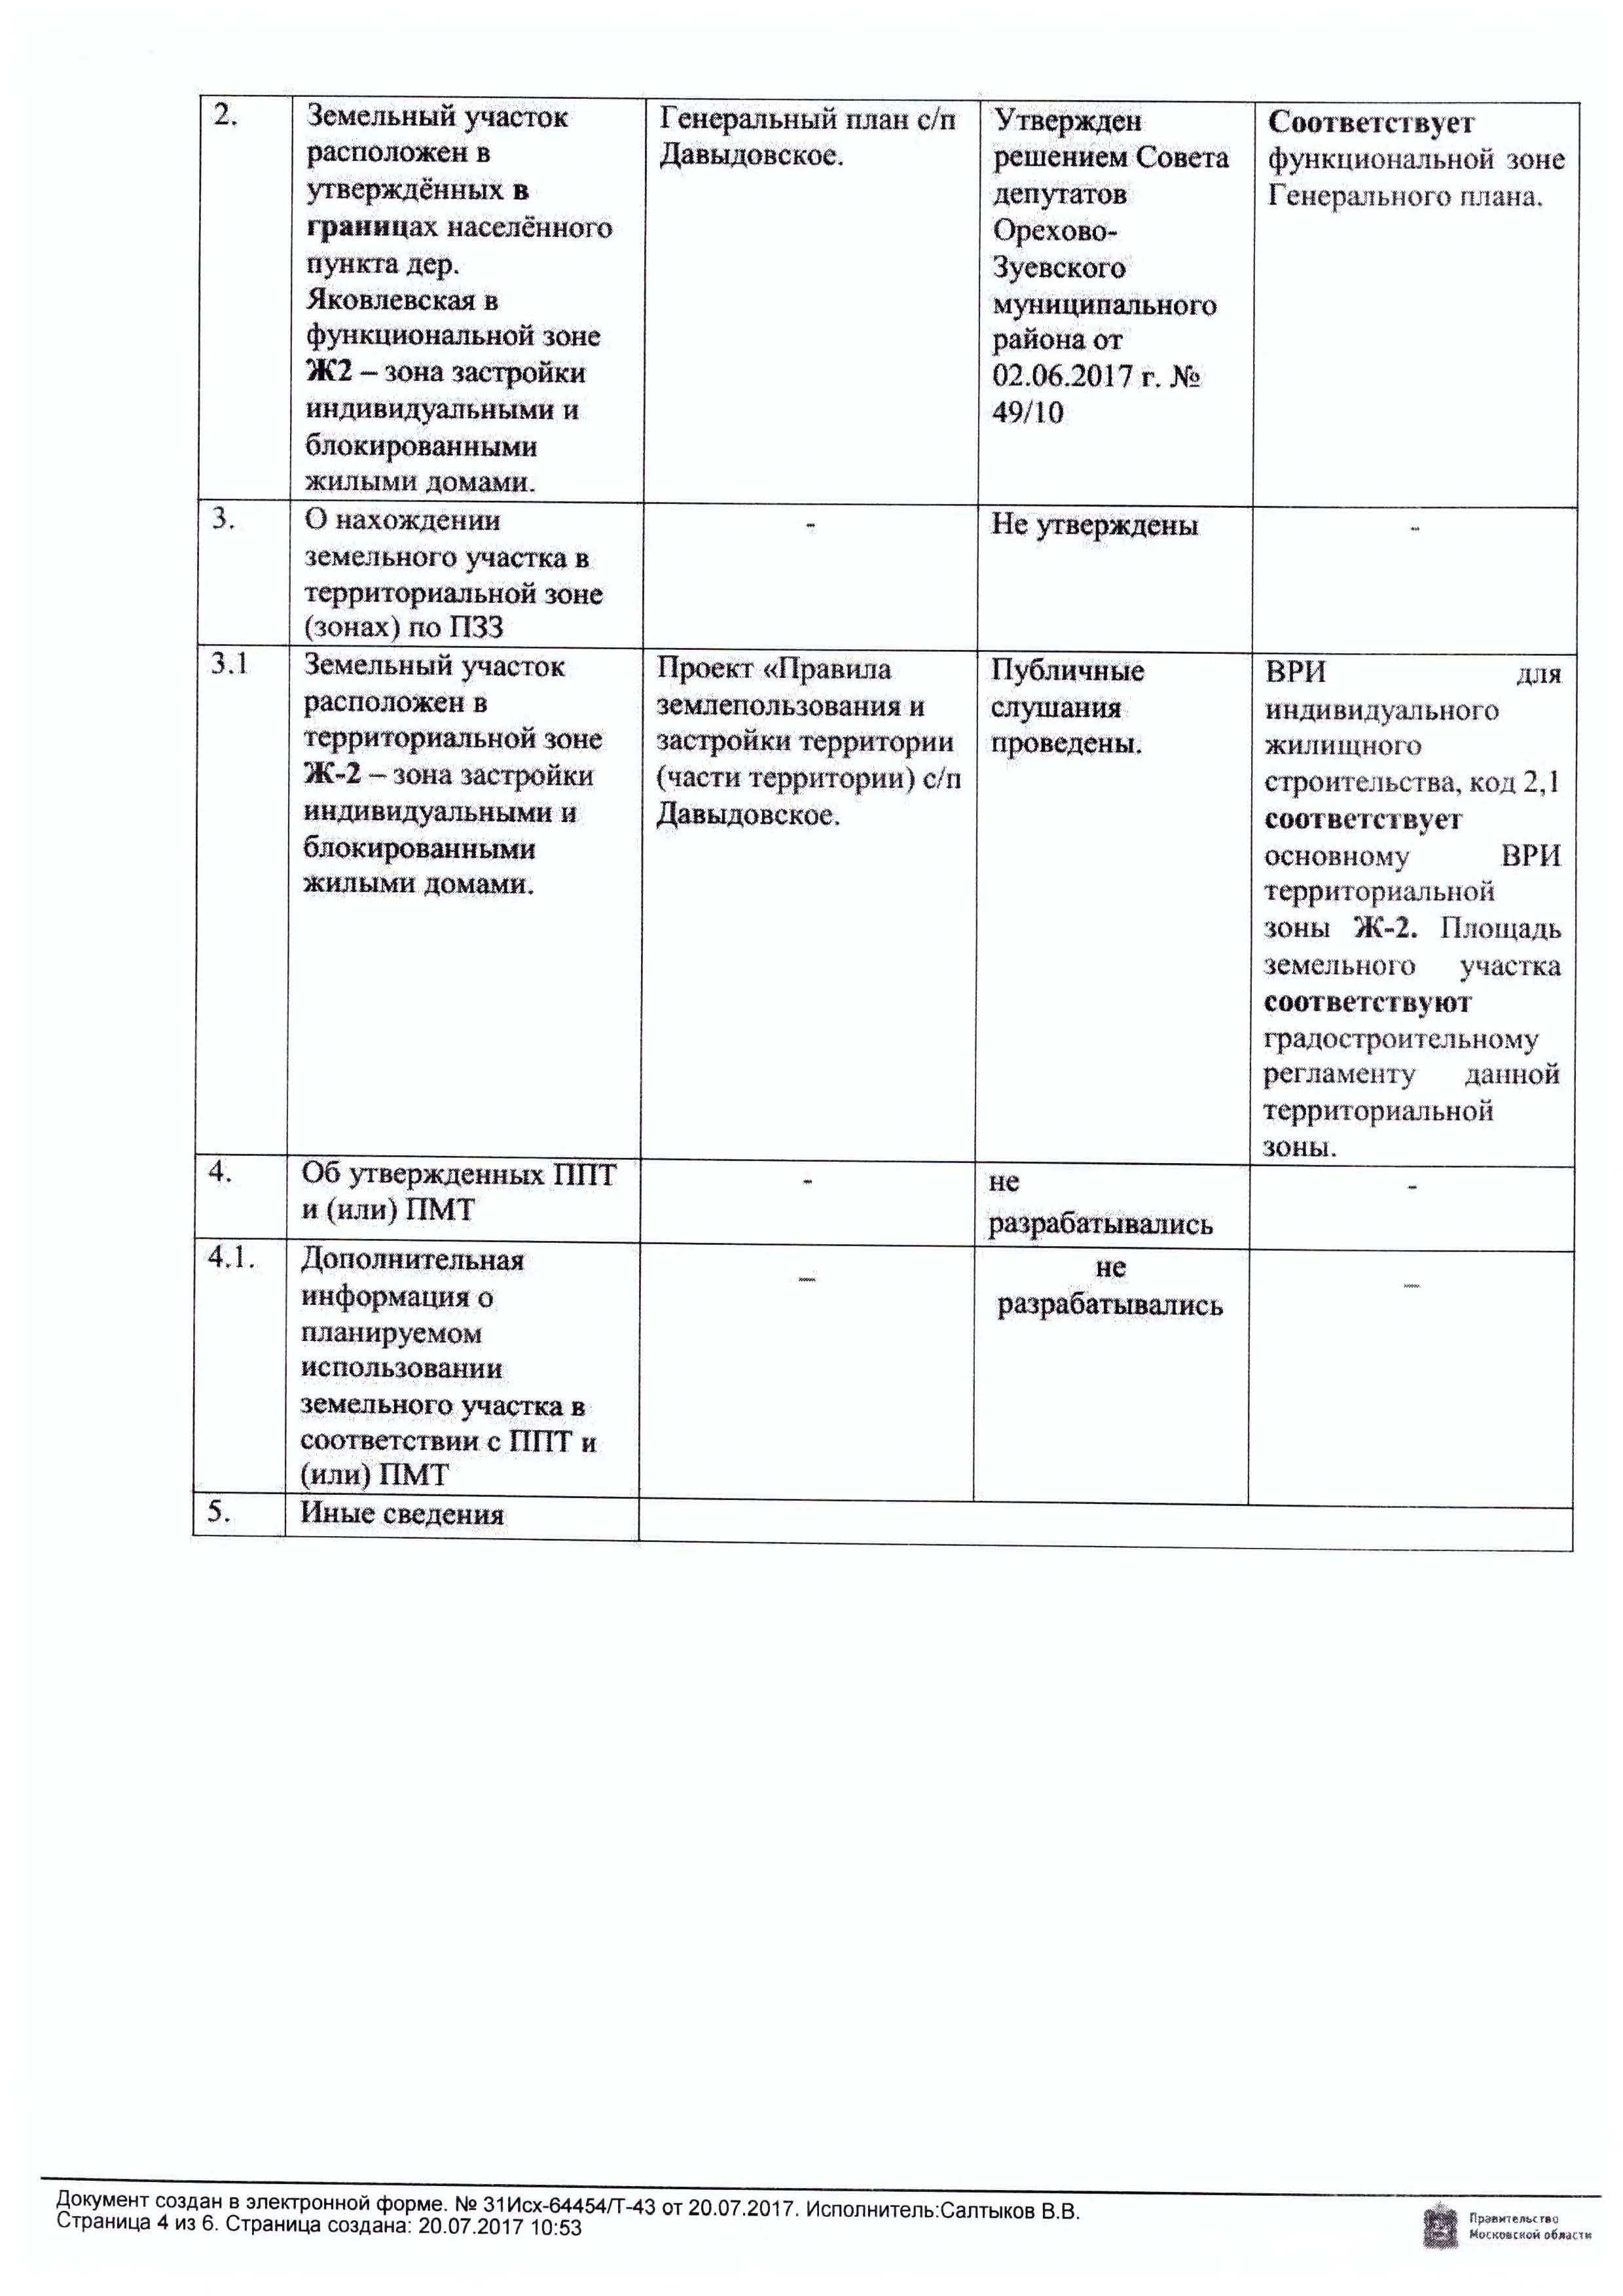 2.
Земельный участок
расположен в
утверждённых в
границах населённого
пункта дер.
Яковлевская в
функциональной зоне
Ж2 – зона застройки
индивидуальными и
блокированными
жилыми домами.
Генеральный план с/п
Давыдовское.
Утвержден
решением Совета
депутатов
Орехово-
Зуевского
муниципального
района от
02.06.2017 г. №
49/10
Соответствует
функциональной зоне
Генерального плана.
3.
О нахождении
земельного участка в
территориальной зоне
(зонах) по ПЗЗ
-
Не утверждены
-
3.1
Земельный участок
расположен в
территориальной зоне
Ж-2 – зона застройки
индивидуальными и
блокированными
жилыми домами.
Проект «Правила
землепользования и
застройки территории
(части территории) с/п
Давыдовское.
Публичные
слушания
проведены.
ВРИ для
индивидуального
жилищного
строительства, код 2,1
соответствует
основному ВРИ
территориальной
зоны Ж-2. Площадь
земельного участка
соответствуют
градостроительному
регламенту данной
территориальной
зоны.
4.
Об утвержденных ППТ
и (или) ПМТ
-
не
разрабатывались
-
4.1.
Дополнительная
информация о
планируемом
использовании
земельного участка в
соответствии с ППТ и
(или) ПМТ
–
не
разрабатывались
–
5.
Иные сведения
Документ создан в электронной форме. № 31Исх-64454/Т-43 от 20.07.2017. Исполнитель:Салтыков В.В.
Страница 4 из 6. Страница создана: 20.07.2017 10:53
Правительство
Московской области